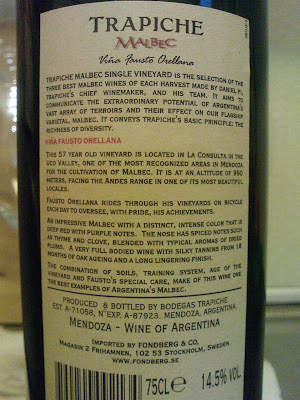 TRAPICHE
MALBEC
Viña Fausto Orellana
TRAPICHE MALBEC SINGLE VINEYARD IS THE SELECTION OF THE
THREE BEST MALBEC WINES OF EACH HARVEST MADE BY DANIEL PI,
TRAPICHE'S CHIEF WINEMAKER, AND HIS TEAM. IT AIMS TO
COMMUNICATE THE EXTRAORDINARY POTENTIAL OF ARGENTINA'S
VAST ARRAY OF TERROIRS AND THEIR EFFECT ON OUR FLAGSHIP
VARIETAL, MALBEC. IT CONVEYS TRAPICHE'S BASIC PRINCIPLE: THE
RICHNESS OF DIVERSITY.
VIÑA FAUSTO ORELLANA
THIS 57 YEAR OLD VINEYARD IS LOCATED IN LA CONSULTA IN THE
UCO VALLEY, ONE OF THE MOST RECOGNIZED AREAS IN MENDOZA
FOR THE CULTIVATION OF MALBEC. IT IS AT AN ALTITUDE OF 990
METERS, FACING THE ANDES RANGE IN ONE OF ITS MOST BEAUTIFUL
LOCALES.
FAUSTO ORELLANA RIDES THROUGH HIS VINEYARDS ON BICYCLE
EACH DAY TO OVERSEE, WITH PRIDE, HIS ACHIEVEMENTS.
AN IMPRESSIVE MALBEC WITH A DISTINCT, INTENSE COLOR THAT IS
DEEP RED WITH PURPLE NOTES. THE NOSE HAS SPICED NOTES SUCH
AS THYME AND CLOVE, BLENDED WITH TYPICAL AROMAS OF DRIED
PLUMS. A VERY FULL BODIED WINE WITH SILKY TANNINS FROM 18
MONTHS OF OAK AGEING AND A LONG LINGERING FINISH.
THE COMBINATION OF SOILS, TRAINING SYSTEM, AGE OF THE
VINEYARD AND FAUSTO'S SPECIAL CARE, MAKE OF THIS WINE ONE
THE BEST EXAMPLES OF ARGENTINA'S MALBEC.
PRODUCED & BOTTLED BY BODEGAS TRAPICHE
EST. A-71058, N°EXP. A-87923. MENDOZA, ARGENTINA.
MENDOZA - WINE OF ARGENTINA
IMPORTED BY FONDBERG & CO,
MAGASIN 2 FRIHAMNEN, 102 53 STOCKHOLM, SWEDEN.
WWW.FONDBERG.SE
75CL e 14.5% VOL.